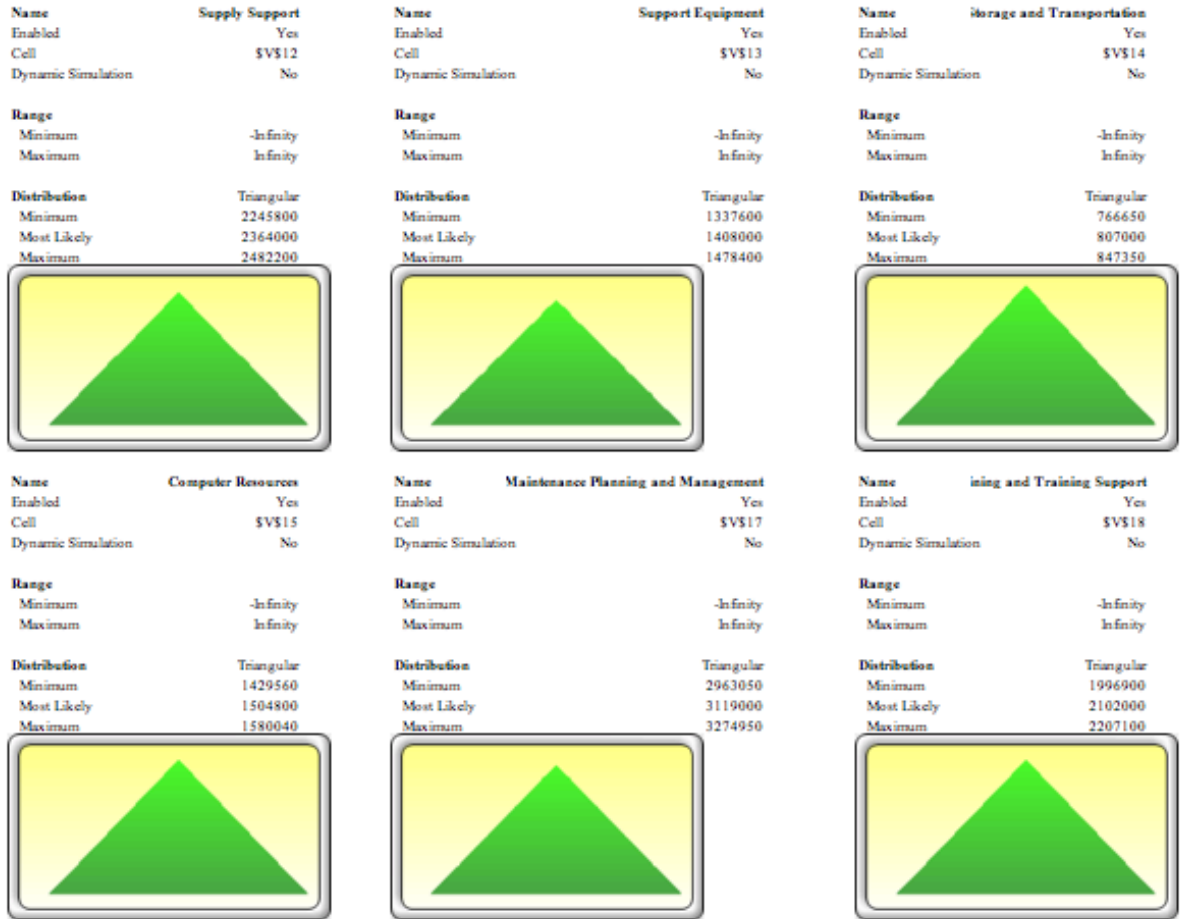 Name Supply Support
Enabled Yes
Cell $V$12
Dynamic Simulation No
Range
Minimum -Infinity
Maximum Infinity
Distribution Triangular
Minimum 2245800
Most Likely 2364000
Maximum 2482200
Name Support Equipment
Enabled Yes
Cell $V$13
Dynamic Simulation No
Range
Minimum -Infinity
Maximum Infinity
Distribution Triangular
Minimum 1337600
Most Likely 1408000
Maximum 1478400
Name torage and Transportation
Enabled Yes
Cell $V$14
Dynamic Simulation No
Range
Minimum -Infinity
Maximum Infinity
Distribution Triangular
Minimum 766650
Most Likely 807000
Maximum 847350
Name Computer Resources
Enabled Yes
Cell $V$15
Dynamic Simulation No
Range
Minimum -Infinity
Maximum Infinity
Distribution Triangular
Minimum 1429560
Most Likely 1504800
Maximum 1580040
Name Maintenance Planning and Management
Enabled Yes
Cell $V$17
Dynamic Simulation No
Range
Minimum -Infinity
Maximum Infinity
Distribution Triangular
Minimum 2963050
Most Likely 3119000
Maximum 3274950
Name ining and Training Support
Enabled Yes
Cell $V$18
Dynamic Simulation No
Range
Minimum -Infinity
Maximum Infinity
Distribution Triangular
Minimum 1996900
Most Likely 2102000
Maximum 2207100